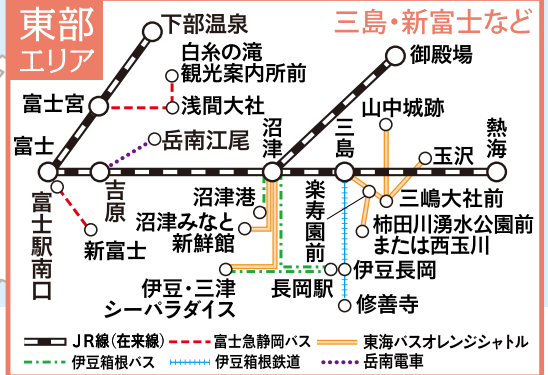 東部
エリア
三島・新富士など
下部温泉
白糸の滝
観光案内所前
御殿場
富士宮
浅間大社
山中城跡
富士
岳南江尾
沼津
三島
玉沢
熱海
吉原
富士駅南口
新富士
沼津港
沼津みなと
新鮮館
楽寿園前
三嶋大社前
柿田川湧水公園前
または西玉川
伊豆・三津
シーパラダイス
長岡駅
伊豆長岡
修善寺
JR線(在来線)
富士急静岡バス
東海バスオレンジシャトル
伊豆箱根バス
伊豆箱根鉄道
岳南電車